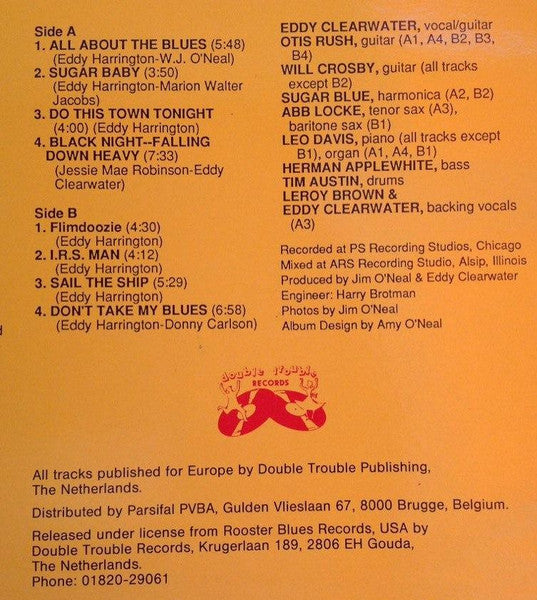 Side A
1. ALL ABOUT THE BLUES (5:48)
(Eddy Harrington-W.J. O'Neal)
2. SUGAR BABY (3:50)
(Eddy Harrington-Marion Walter
Jacobs)
3. DO THIS TOWN TONIGHT
(4:00) (Eddy Harrington)
4. BLACK NIGHT--FALLING
DOWN HEAVY (7:33)
(Jessie Mae Robinson-Eddy
Clearwater)
Side B
1. Flimdoozie (4:30)
(Eddy Harrington)
2. I.R.S. MAN (4:12)
(Eddy Harrington)
3. SAIL THE SHIP (5:29)
(Eddy Harrington)
4. DON'T TAKE MY BLUES (6:58)
(Eddy Harrington-Donny Carlson)
EDDY CLEARWATER, vocal/guitar
OTIS RUSH, guitar (A1, A4, B2, B3,
B4)
WILL CROSBY, guitar (all tracks
except B2)
SUGAR BLUE, harmonica (A2, B2)
ABB LOCKE, tenor sax (A3),
baritone sax (B1)
LEO DAVIS, piano (all tracks except
B1), organ (A1, A4, B1)
HERMAN APPLEWHITE, bass
TIM AUSTIN, drums
LEROY BROWN &
EDDY CLEARWATER, backing vocals
(A3)
Recorded at PS Recording Studios, Chicago
Mixed at ARS Recording Studio, Alsip, Illinois
Produced by Jim O'Neal & Eddy Clearwater
Engineer: Harry Brotman
Photos by Jim O'Neal
Album Design by Amy O'Neal
double trouble
RECORDS
All tracks published for Europe by Double Trouble Publishing,
The Netherlands.
Distributed by Parsifal PVBA, Gulden Vlieslaan 67, 8000 Brugge, Belgium.
Released under license from Rooster Blues Records, USA by
Double Trouble Records, Krugerlaan 189, 2806 EH Gouda,
The Netherlands.
Phone: 01820-29061